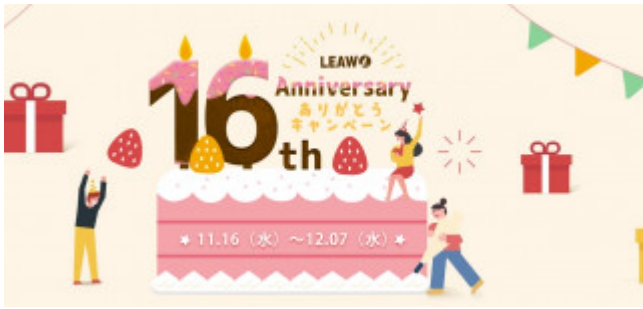 LEAWO
16th
Anniversary
ありがとう
キャンペーン
★ 11.16（水）～12.07（水）★